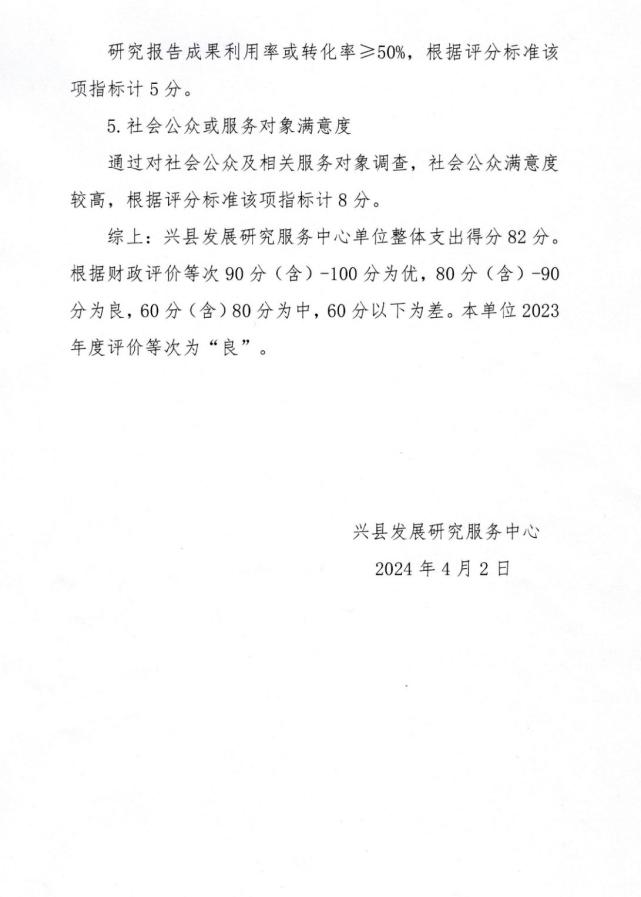 研究报告成果利用率或转化率≥50%，根据评分标准该
项指标计5分。
5.社会公众或服务对象满意度
通过对社会公众及相关服务对象调查，社会公众满意度
较高，根据评分标准该项指标计8分。
综上：兴县发展研究服务中心单位整体支出得分82分。
根据财政评价等次90分（含）-100分为优，80分（含）-90
分为良，60分（含）80分为中，60分以下为差。本单位2023
年度评价等次为“良”。
兴县发展研究服务中心
2024年4月2日